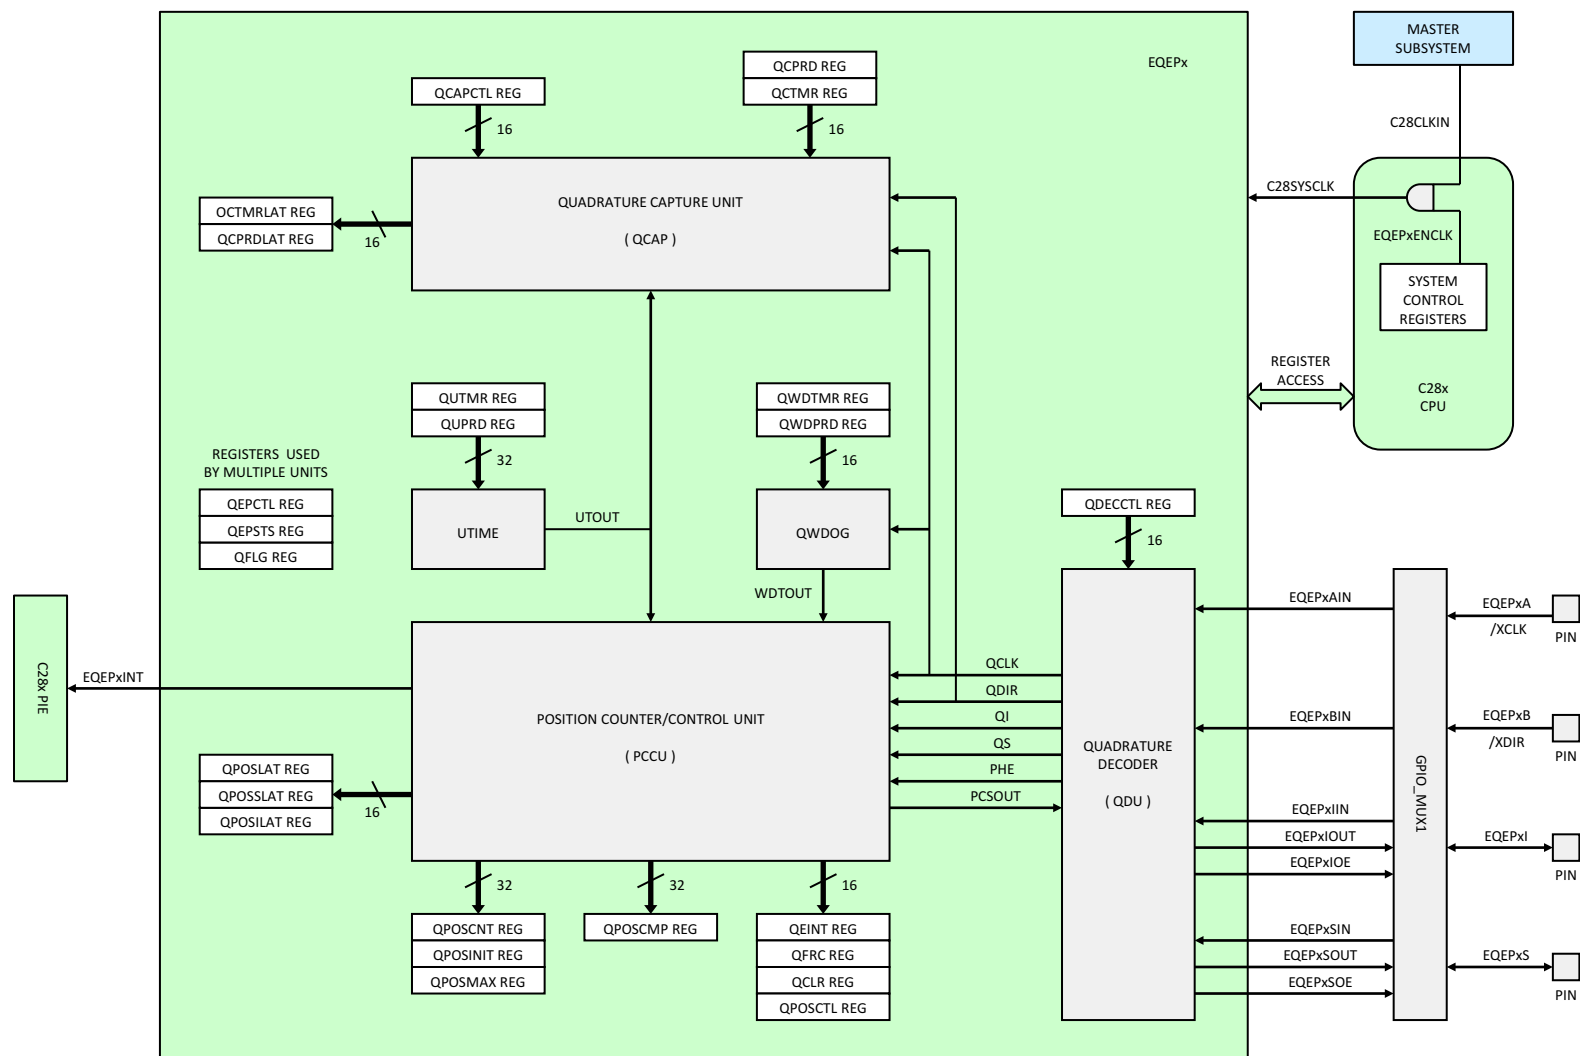 MASTER
SUBSYSTEM
EQEPx
QCPRD REG
QCTMR REG
QCAPCTL REG
16
16
C28CLKIN
C28SYSCLK
QUADRATURE CAPTURE UNIT
( QCAP )
OCTMRLAT REG
QCPRDLAT REG
16
EQEPxENCLK
SYSTEM
CONTROL
REGISTERS
REGISTER
ACCESS
C28x
CPU
QUTMR REG
QUPRD REG
32
QWDTMR REG
QWDPRD REG
16
REGISTERS USED
BY MULTIPLE UNITS
QEPCTL REG
QEPSTS REG
QFLG REG
UTIME
UTOUT
QWDOG
WDTOUT
QDECCTL REG
16
EQEPxAIN
EQEPxA
/XCLK
PIN
C28x PIE
EQEPxINT
POSITION COUNTER/CONTROL UNIT
( PCCU )
QCLK
QDIR
QI
QS
PHE
PCSOUT
QUADRATURE
DECODER
( QDU )
EQEPxBIN
EQEPxB
/XDIR
PIN
GPIO_MUX1
QPOSLAT REG
QPOSSLAT REG
QPOSILAT REG
16
EQEPxIIN
EQEPxIOUT
EQEPxIOE
EQEPxI
PIN
32
32
16
QPOSCNT REG
QPOSINIT REG
QPOSMAX REG
QPOSCMP REG
QEINT REG
QFRC REG
QCLR REG
QPOSCTL REG
EQEPxSIN
EQEPxSOUT
EQEPxSOE
EQEPxS
PIN